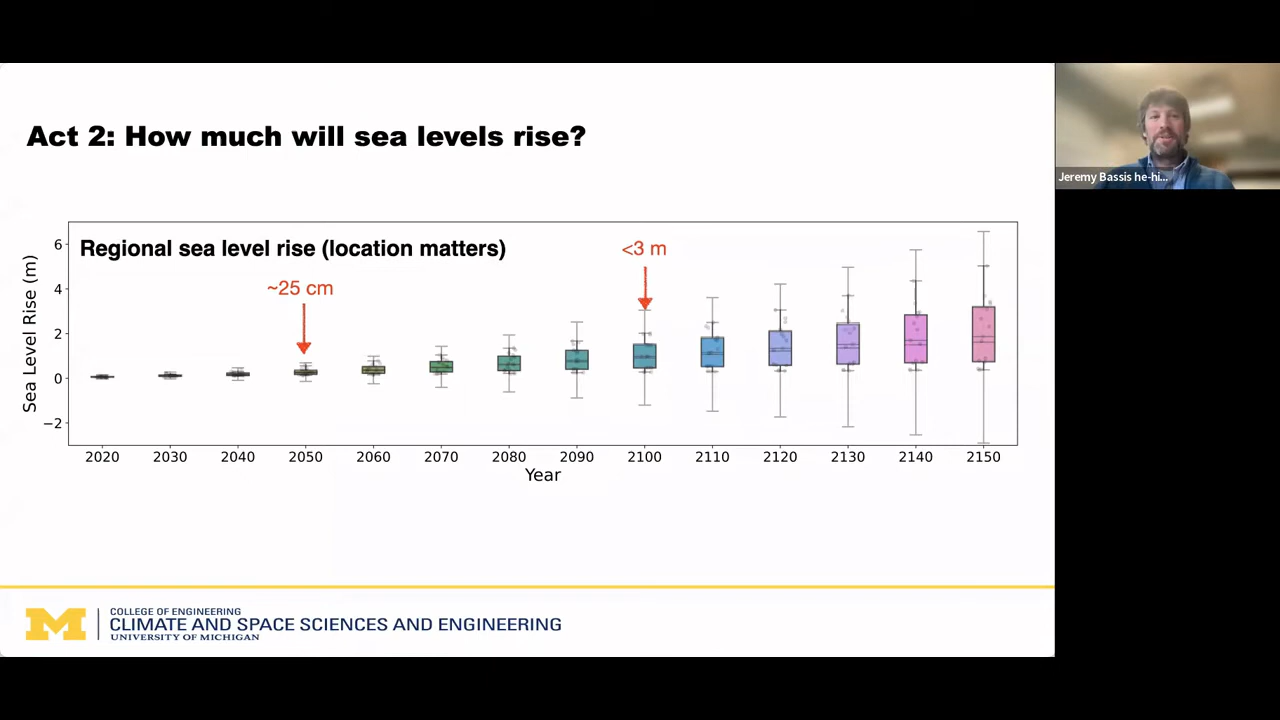 Act 2: How much will sea levels rise?
Jeremy Bassis he-hi...
Regional sea level rise (location matters)
<3 m
~25 cm
Sea Level Rise (m)
6
4
2
0
−2
2020 2030 2040 2050 2060 2070 2080 2090 2100 2110 2120 2130 2140 2150
Year
M
COLLEGE OF ENGINEERING
CLIMATE AND SPACE SCIENCES AND ENGINEERING
UNIVERSITY OF MICHIGAN